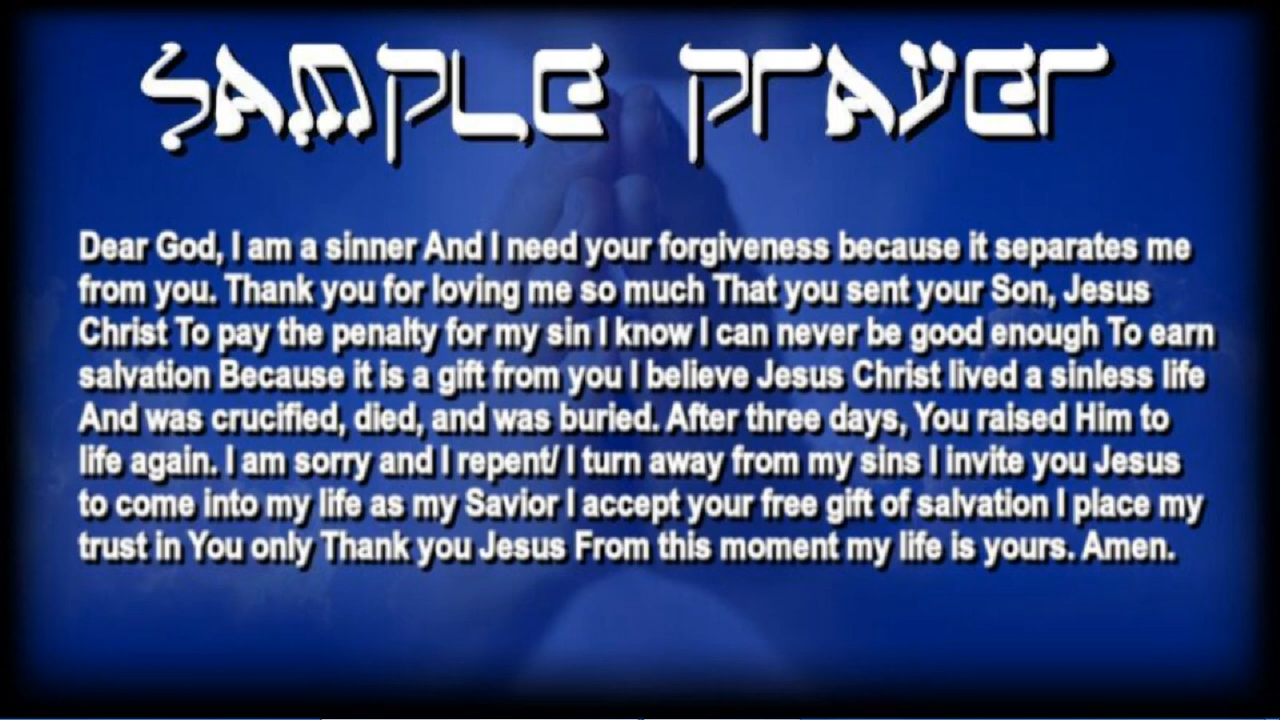 SAMPLE PRAYER
Dear God, I am a sinner And I need your forgiveness because it separates me
from you. Thank you for loving me so much That you sent your Son, Jesus
Christ To pay the penalty for my sin I know I can never be good enough To earn
salvation Because it is a gift from you I believe Jesus Christ lived a sinless life
And was crucified, died, and was buried. After three days, You raised Him to
life again. I am sorry and I repent/ I turn away from my sins I invite you Jesus
to come into my life as my Savior I accept your free gift of salvation I place my
trust in You only Thank you Jesus From this moment my life is yours. Amen.